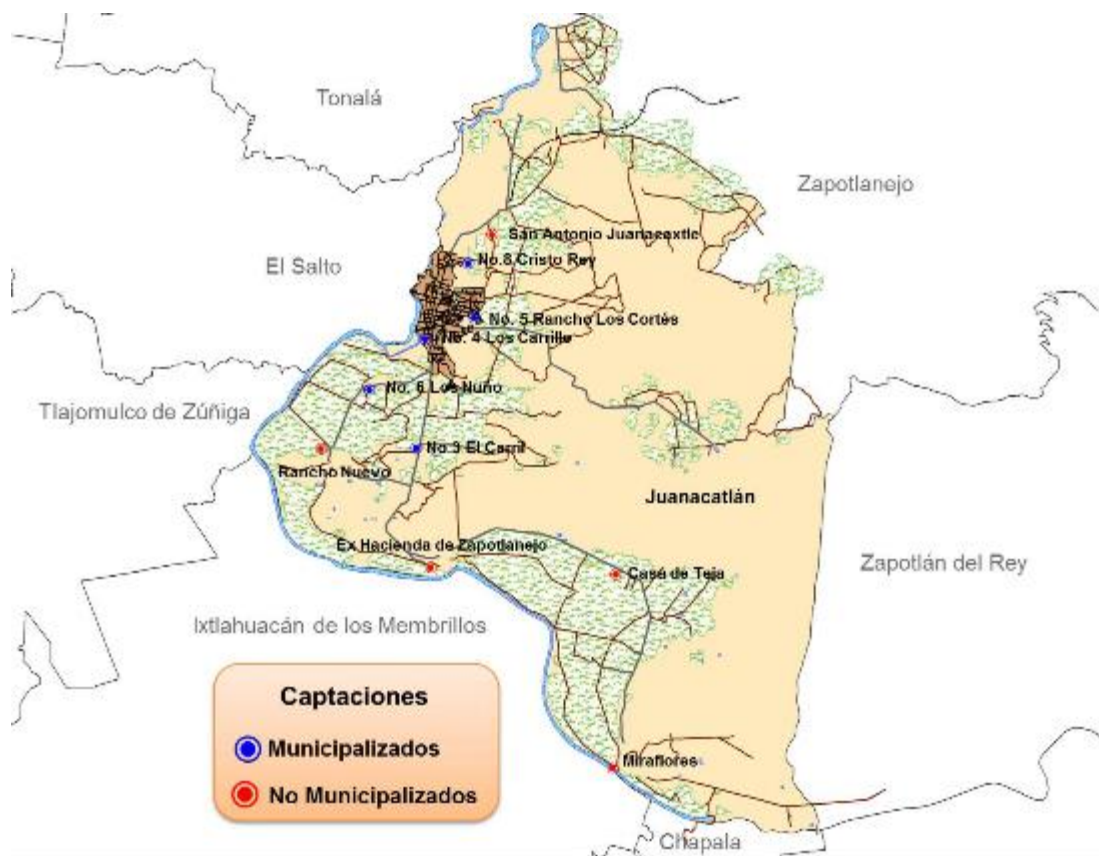 Tonalá
Zapotlanejo
San Antonio Juanacaxtle
El Salto
No.8 Cristo Rey
No. 5 Rancho Los Cortés
No. 4 Los Carrillo
No. 6 Los Nuño
Tlajomulco de Zúñiga
No 3 El Carril
Rancho Nuevo
Juanacatlán
Ex Hacienda de Zapotlanejo
Zapotlán del Rey
Casa de Teja
Ixtlahuacán de los Membrillos
Captaciones
Municipalizados
No Municipalizados
Miraflores
Chapala